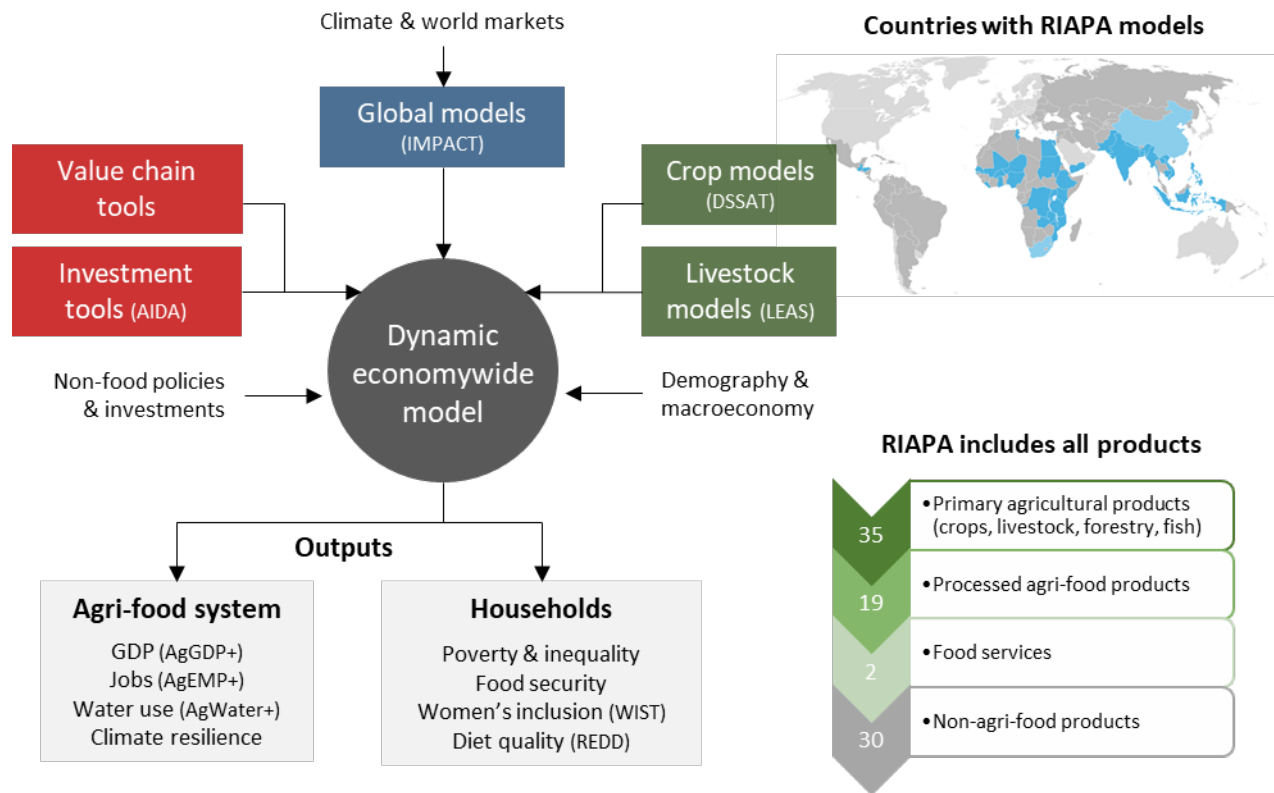 Climate & world markets
Countries with RIAPA models
Global models
(IMPACT)
Value chain
tools
Crop models
(DSSAT)
Investment
tools (AIDA)
Livestock
models (LEAS)
Dynamic
economywide
model
Non-food policies
& investments
Demography &
macroeconomy
Outputs
Agri-food system
GDP (AgGDP+)
Jobs (AgEMP+)
Water use (AgWater+)
Climate resilience
Households
Poverty & inequality
Food security
Women’s inclusion (WIST)
Diet quality (REDD)
RIAPA includes all products
35
•Primary agricultural products
(crops, livestock, forestry, fish)
19
•Processed agri-food products
2
•Food services
30
•Non-agri-food products